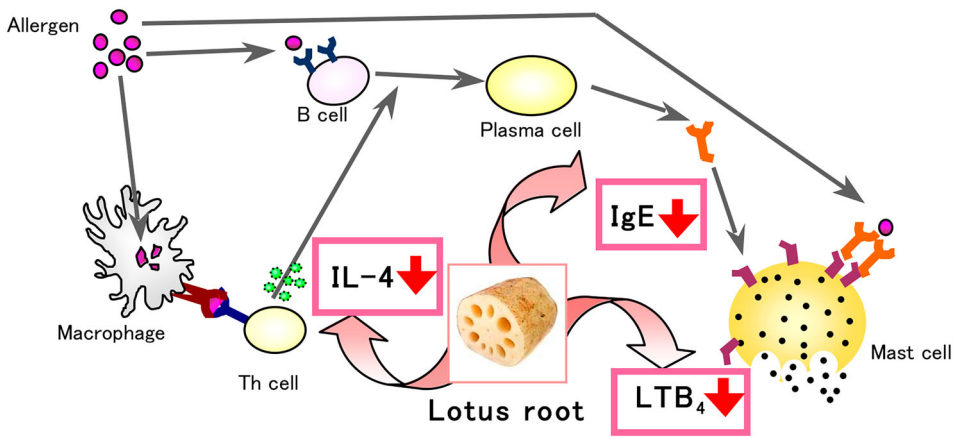 Allergen
B cell
Plasma cell
IgE
IL-4
Macrophage
Th cell
Mast cell
LTB₄
Lotus root